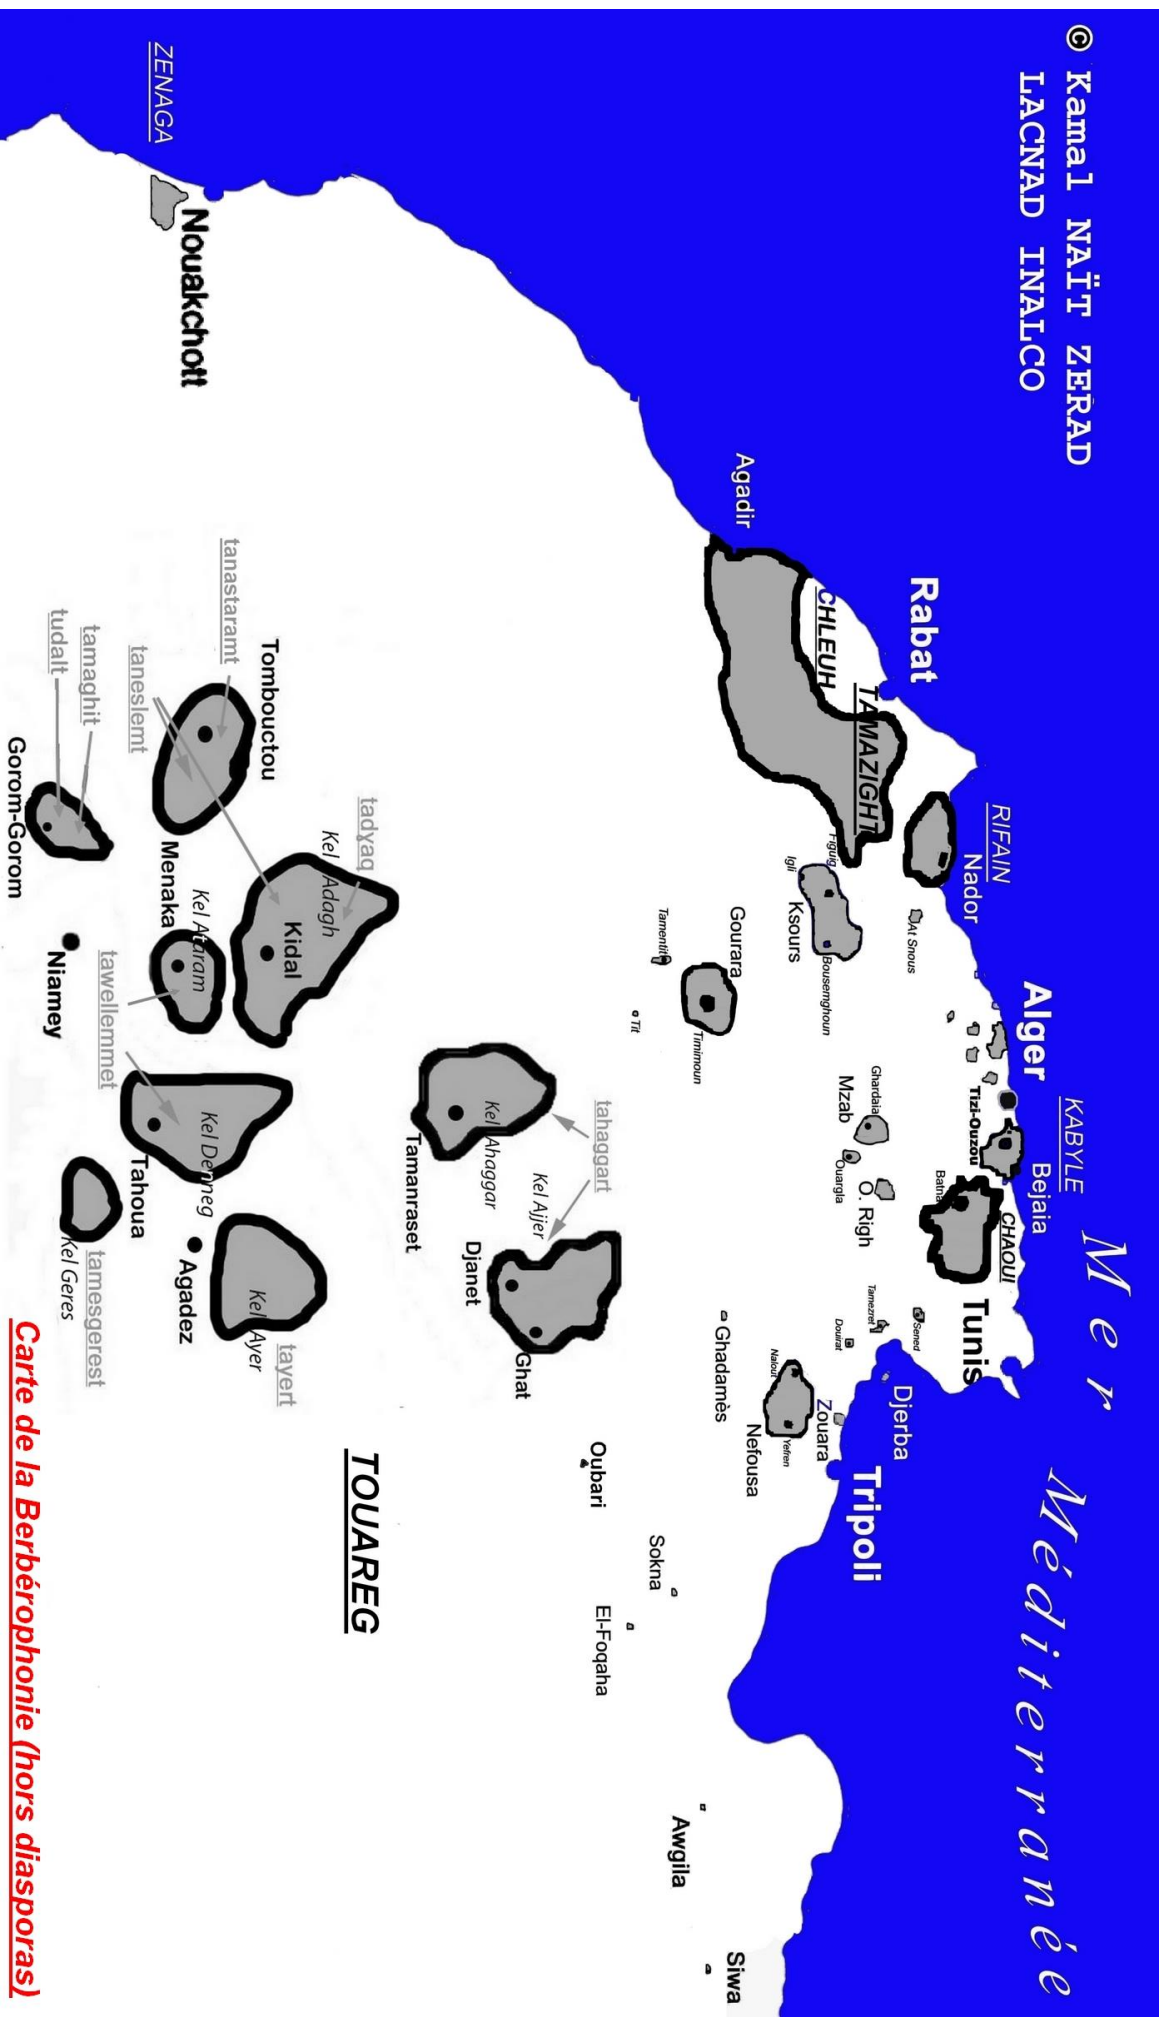 © Kamal NAÏT ZERAD
LACNAD INALCO
Mer Méditerranée
KABYLE
Bejaia
Alger
Tizi-Ouzou
CHAOUI
Batna
Tunis
RIFAIN
Nador
At Snous
Rabat
TAMAZIGHT
CHLEUH
Agadir
Figuig
Igli
Ksours
Bousemghoun
Gourara
Timimoun
Tamentit
Tit
Ghardaia
Mzab
Ouargla
O. Righ
Sened
Tamezret
Douirat
Djerba
Zouara
Tripoli
Nalout
Yefren
Nefousa
Ghadamès
Oubari
Sokna
El-Foqaha
Awgila
Siwa
tahaggart
Kel Ajjer
Kel Ahaggar
Tamanraset
Djanet
Ghat
TOUAREG
tadɣaq
Kel Adagh
Kidal
Tombouctou
tanastaramt
taneslemt
Menaka
Kel Ataram
tawellemmet
Kel Denneg
Tahoua
Agadez
Kel Ayer
tayert
tamesgerest
Kel Geres
tamaghit
tudalt
Gorom-Gorom
Niamey
ZENAGA
Nouakchott
Carte de la Berbérophonie (hors diasporas)